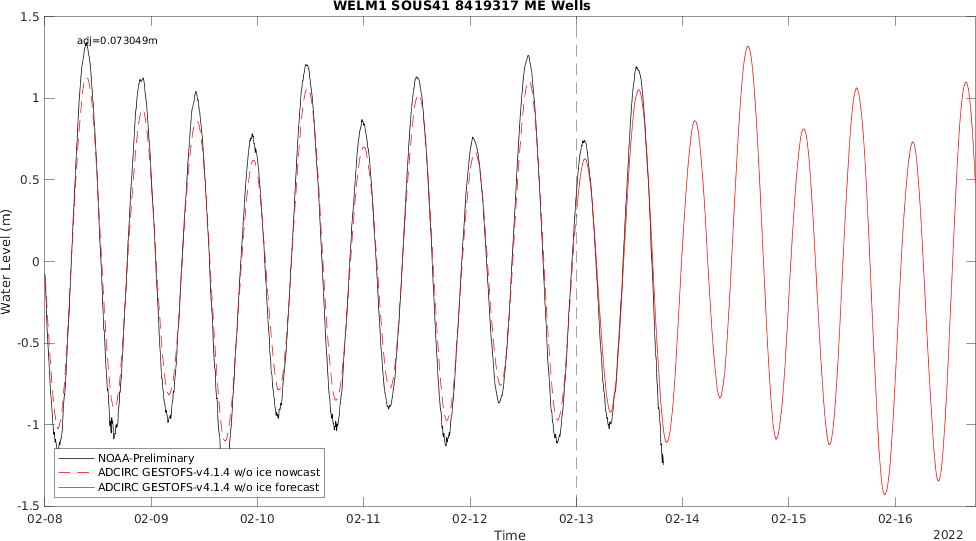 WELM1 SOUS41 8419317 ME Wells
adj=0.073049m
1.5
1
0.5
0
-0.5
-1
-1.5
Water Level (m)
NOAA-Preliminary
ADCIRC GESTOFS-v4.1.4 w/o ice nowcast
ADCIRC GESTOFS-v4.1.4 w/o ice forecast
02-08 02-09 02-10 02-11 02-12 02-13 02-14 02-15 02-16
Time
2022